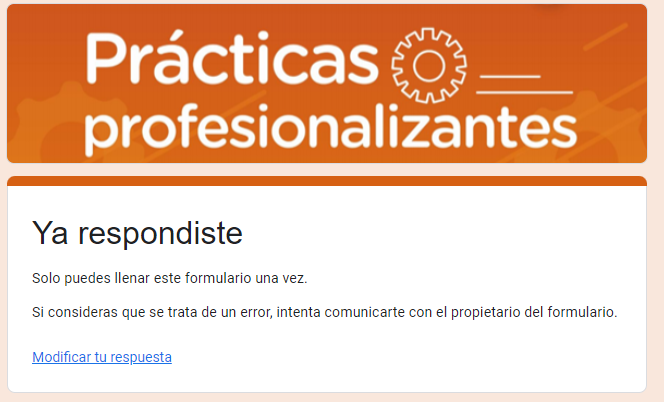 Prácticas
profesionalizantes
Ya respondiste
Solo puedes llenar este formulario una vez.
Si consideras que se trata de un error, intenta comunicarte con el propietario del formulario.
Modificar tu respuesta